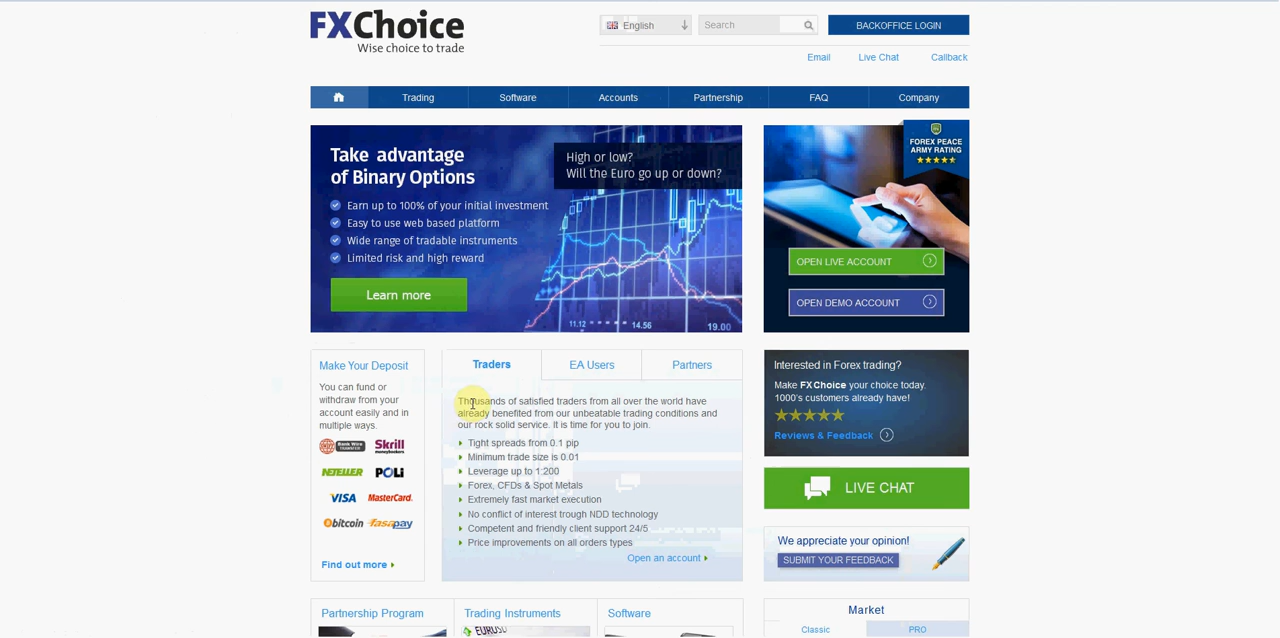 FXChoice
Wise choice to trade
English
Search
BACKOFFICE LOGIN
Email
Live Chat
Callback
Trading
Software
Accounts
Partnership
FAQ
Company
Take advantage
of Binary Options
Earn up to 100% of your initial investment
Easy to use web based platform
Wide range of tradable instruments
Limited risk and high reward
Learn more
High or low?
Will the Euro go up or down?
11.12
14.56
19.00
FOREX PEACE
ARMY RATING
OPEN LIVE ACCOUNT
OPEN DEMO ACCOUNT
Make Your Deposit
You can fund or
withdraw from your
account easily and in
multiple ways.
Bank Wire
TRANSFER
Skrill
moneybookers
NETELLER
POLi
VISA
MasterCard.
bitcoin
fasapay
Find out more
Traders
EA Users
Partners
Thousands of satisfied traders from all over the world have
already benefited from our unbeatable trading conditions and
our rock solid service. It is time for you to join.
Tight spreads from 0.1 pip
Minimum trade size is 0.01
Leverage up to 1:200
Forex, CFDs & Spot Metals
Extremely fast market execution
No conflict of interest trough NDD technology
Competent and friendly client support 24/5
Price improvements on all orders types
Open an account
Interested in Forex trading?
Make FXChoice your choice today.
1000's customers already have!
Reviews & Feedback
LIVE CHAT
We appreciate your opinion!
SUBMIT YOUR FEEDBACK
Partnership Program
Trading Instruments
Software
EURUSD
Market
Classic
PRO